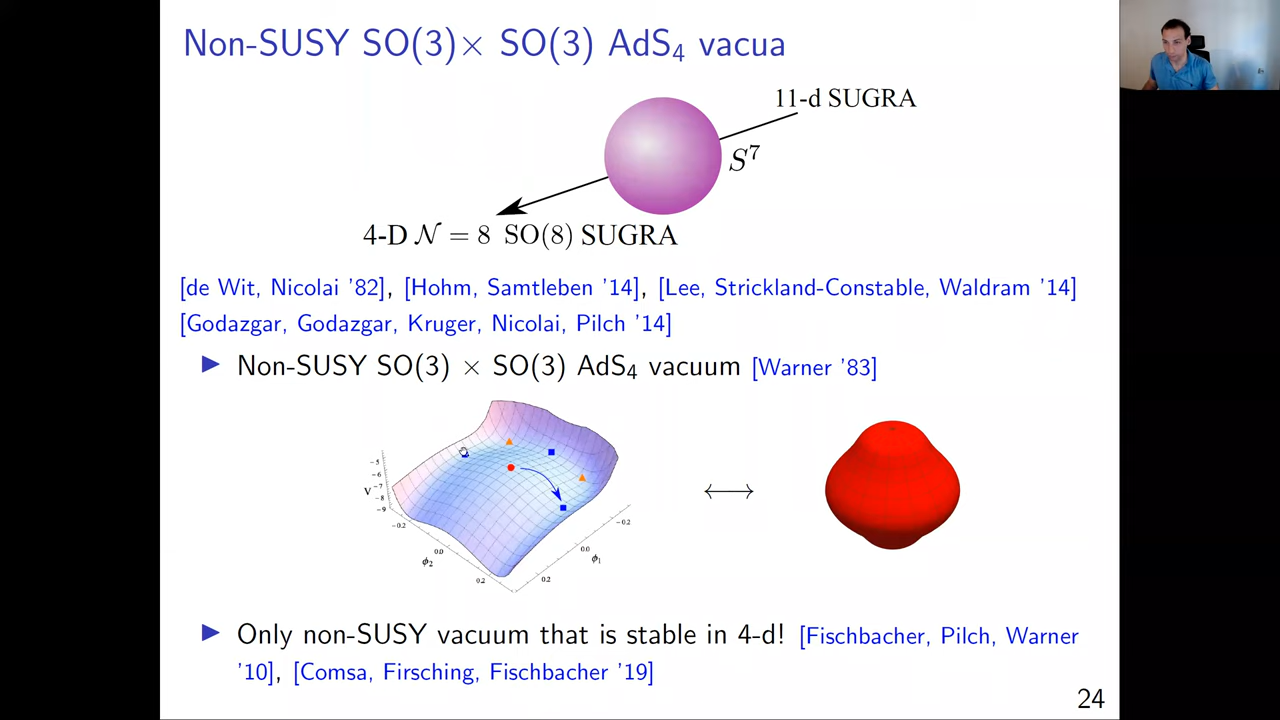 Non-SUSY SO(3)× SO(3) AdS₄ vacua
11-d SUGRA
S⁷
4-D 𝒩 = 8 SO(8) SUGRA
[de Wit, Nicolai '82], [Hohm, Samtleben '14], [Lee, Strickland-Constable, Waldram '14]
[Godazgar, Godazgar, Kruger, Nicolai, Pilch '14]
▶ Non-SUSY SO(3) × SO(3) AdS₄ vacuum [Warner '83]
-5
-6
V -7
-8
-9
-0.2
0.0
ϕ₂
0.2
-0.2
0.0
ϕ₁
0.2
⟷
▶ Only non-SUSY vacuum that is stable in 4-d! [Fischbacher, Pilch, Warner
'10], [Comsa, Firsching, Fischbacher '19]
24